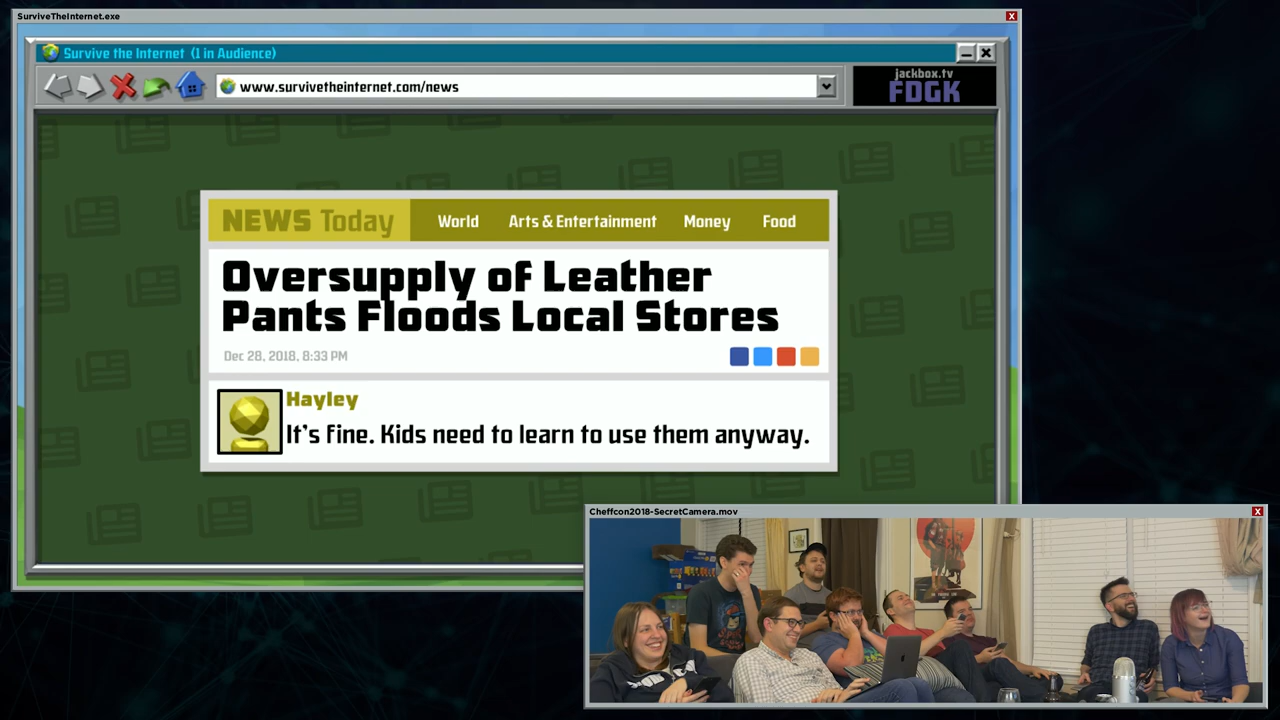 SurviveTheInternet.exe
Survive the Internet (1 in Audience)
www.survivetheinternet.com/news
jackbox.tv
FDGK
NEWS Today World Arts & Entertainment Money Food
Oversupply of Leather
Pants Floods Local Stores
Dec 28, 2018, 8:33 PM
Hayley
It's fine. Kids need to learn to use them anyway.
Cheffcon2018-SecretCamera.mov